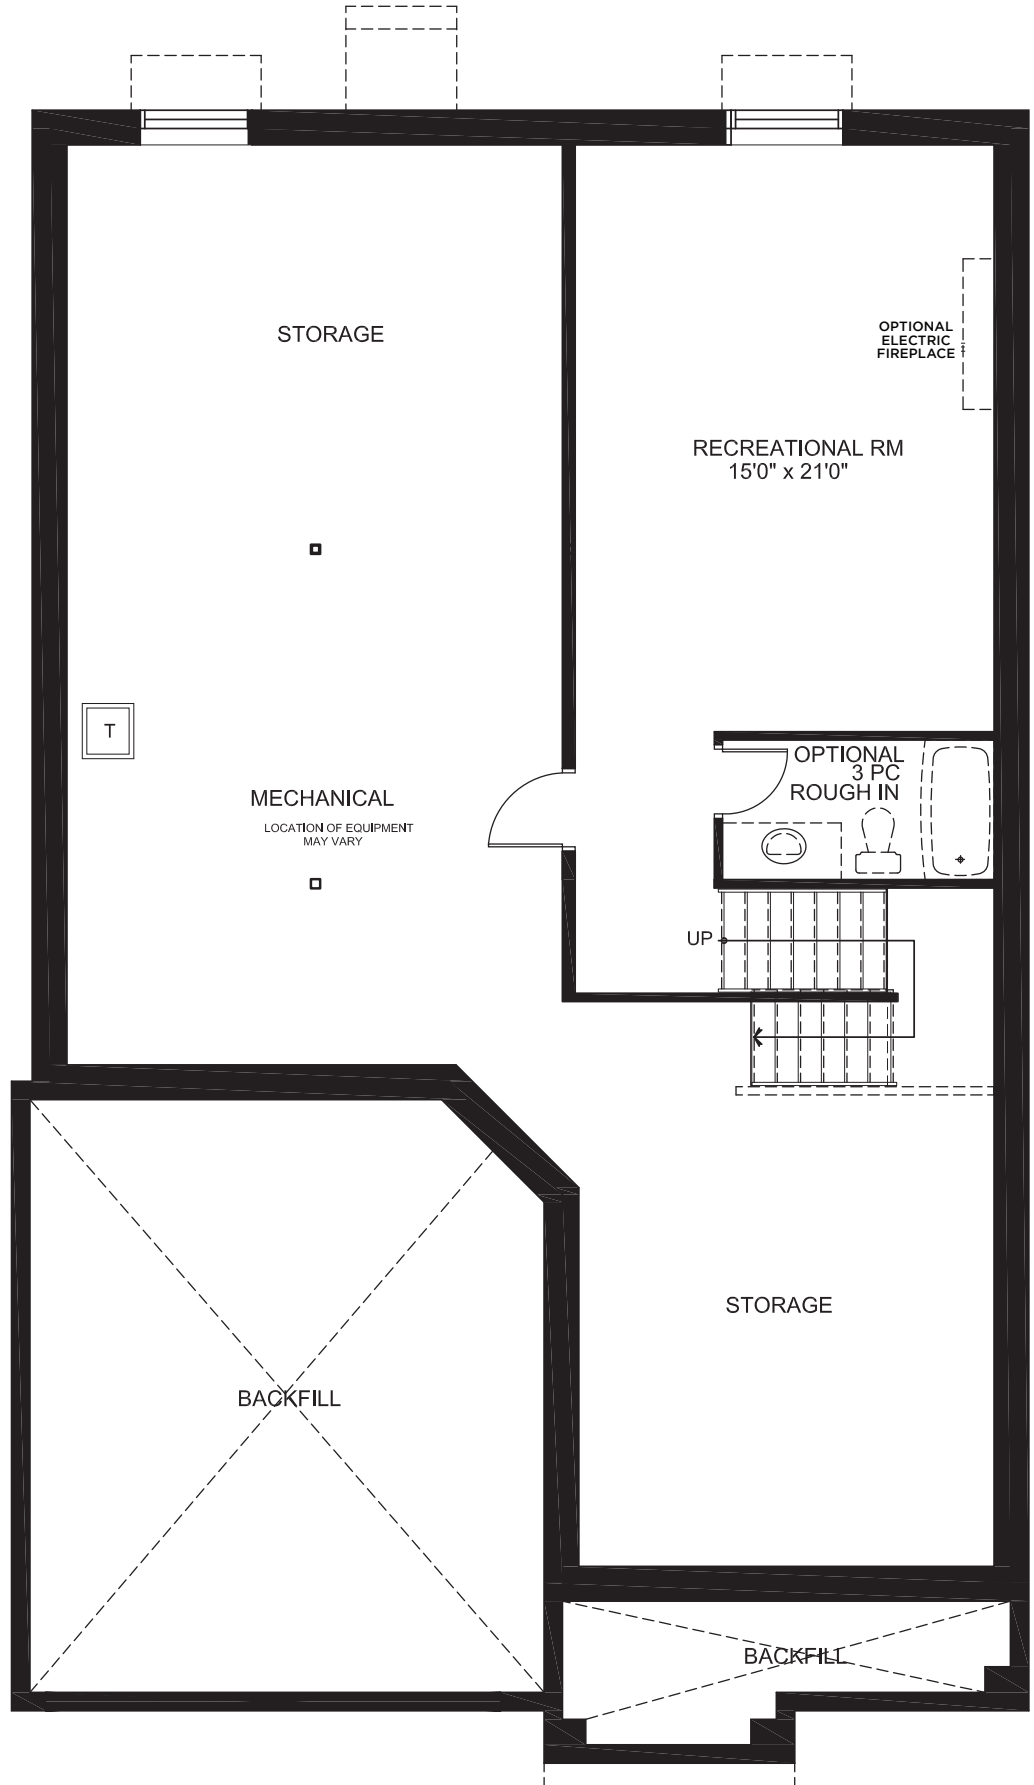 STORAGE
OPTIONAL
ELECTRIC
FIREPLACE
RECREATIONAL RM
15'0" x 21'0"
T
OPTIONAL
3 PC
ROUGH IN
MECHANICAL
LOCATION OF EQUIPMENT
MAY VARY
UP
STORAGE
BACKFILL
BACKFILL